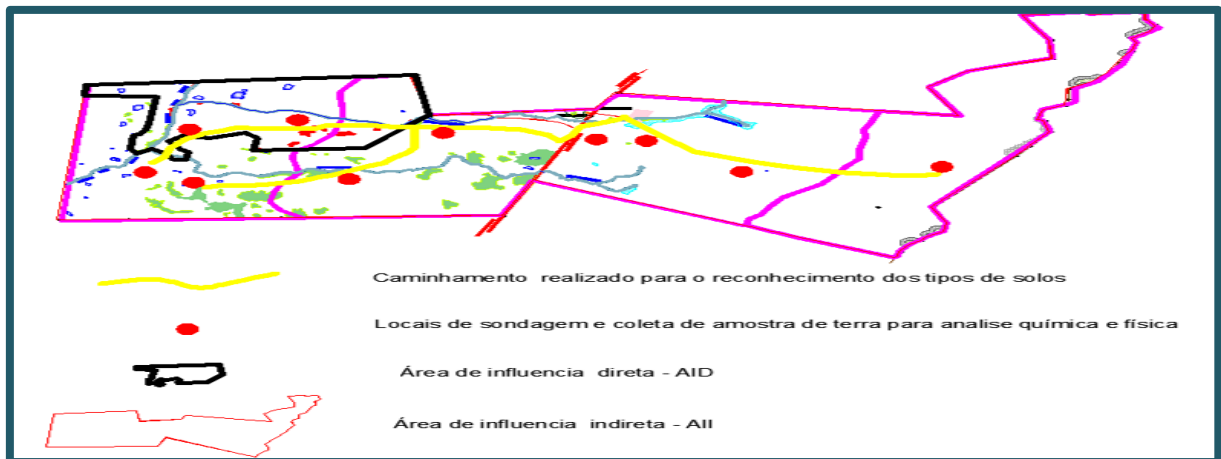 Caminhamento realizado para o reconhecimento dos tipos de solos
Locais de sondagem e coleta de amostra de terra para analise química e física
Área de influencia direta - AID
Área de influencia indireta - AII